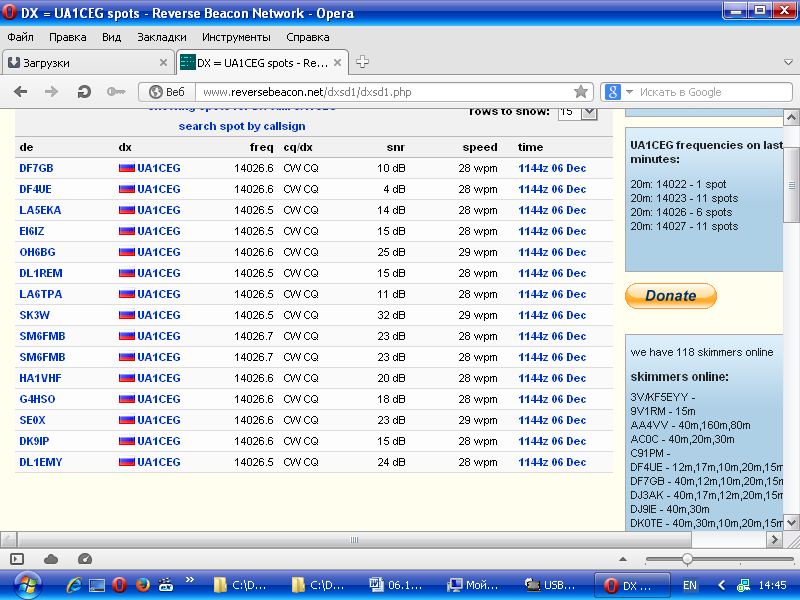 DX = UA1CEG spots - Reverse Beacon Network - Opera
Файл Правка Вид Закладки Инструменты Справка
Загрузки
DX = UA1CEG spots - Re...
Веб www.reversebeacon.net/dxsd1/dxsd1.php
Искать в Google
rows to show: 15
search spot by callsign
de dx freq cq/dx snr speed time
DF7GB UA1CEG 14026.6 CW CQ 10 dB 28 wpm 1144z 06 Dec
DF4UE UA1CEG 14026.6 CW CQ 4 dB 28 wpm 1144z 06 Dec
LA5EKA UA1CEG 14026.5 CW CQ 14 dB 28 wpm 1144z 06 Dec
EI6IZ UA1CEG 14026.5 CW CQ 15 dB 28 wpm 1144z 06 Dec
OH6BG UA1CEG 14026.6 CW CQ 25 dB 29 wpm 1144z 06 Dec
DL1REM UA1CEG 14026.5 CW CQ 15 dB 28 wpm 1144z 06 Dec
LA6TPA UA1CEG 14026.5 CW CQ 11 dB 28 wpm 1144z 06 Dec
SK3W UA1CEG 14026.5 CW CQ 32 dB 29 wpm 1144z 06 Dec
SM6FMB UA1CEG 14026.7 CW CQ 23 dB 28 wpm 1144z 06 Dec
SM6FMB UA1CEG 14026.7 CW CQ 23 dB 28 wpm 1144z 06 Dec
HA1VHF UA1CEG 14026.6 CW CQ 20 dB 28 wpm 1144z 06 Dec
G4HSO UA1CEG 14026.6 CW CQ 18 dB 28 wpm 1144z 06 Dec
SE0X UA1CEG 14026.6 CW CQ 23 dB 29 wpm 1144z 06 Dec
DK9IP UA1CEG 14026.6 CW CQ 15 dB 28 wpm 1144z 06 Dec
DL1EMY UA1CEG 14026.5 CW CQ 24 dB 28 wpm 1144z 06 Dec
UA1CEG frequencies on last
minutes:
20m: 14022 - 1 spot
20m: 14023 - 11 spots
20m: 14026 - 6 spots
20m: 14027 - 11 spots
Donate
we have 118 skimmers online
skimmers online:
3V/KF5EYY -
9V1RM - 15m
AA4VV - 40m,160m,80m
AC0C - 40m,20m,30m
C91PM -
DF4UE - 12m,17m,10m,20m,15m
DF7GB - 40m,12m,10m,20m,15m
DJ3AK - 40m,17m,12m,20m,15m
DJ9IE - 40m,30m
DK0TE - 40m,30m,10m,20m,15m
C:\D... C:\D... 06.1... Мой... USB... DX ... EN 14:45